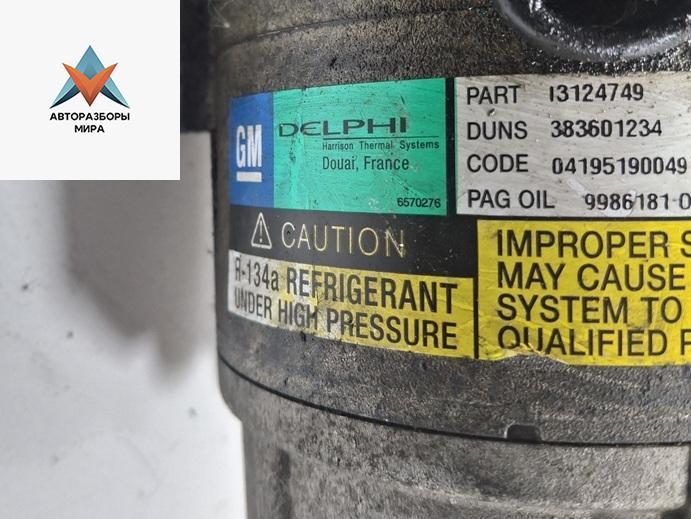 АВТОРАЗБОРЫ
МИРА
GM
DELPHI
Harrison Thermal Systems
Douai, France
6570276
PART 13124749
DUNS 383601234
CODE 04195190049
PAG OIL 9986181-0
CAUTION
R-134a REFRIGERANT
UNDER HIGH PRESSURE
IMPROPER S
MAY CAUSE
SYSTEM TO
QUALIFIED P